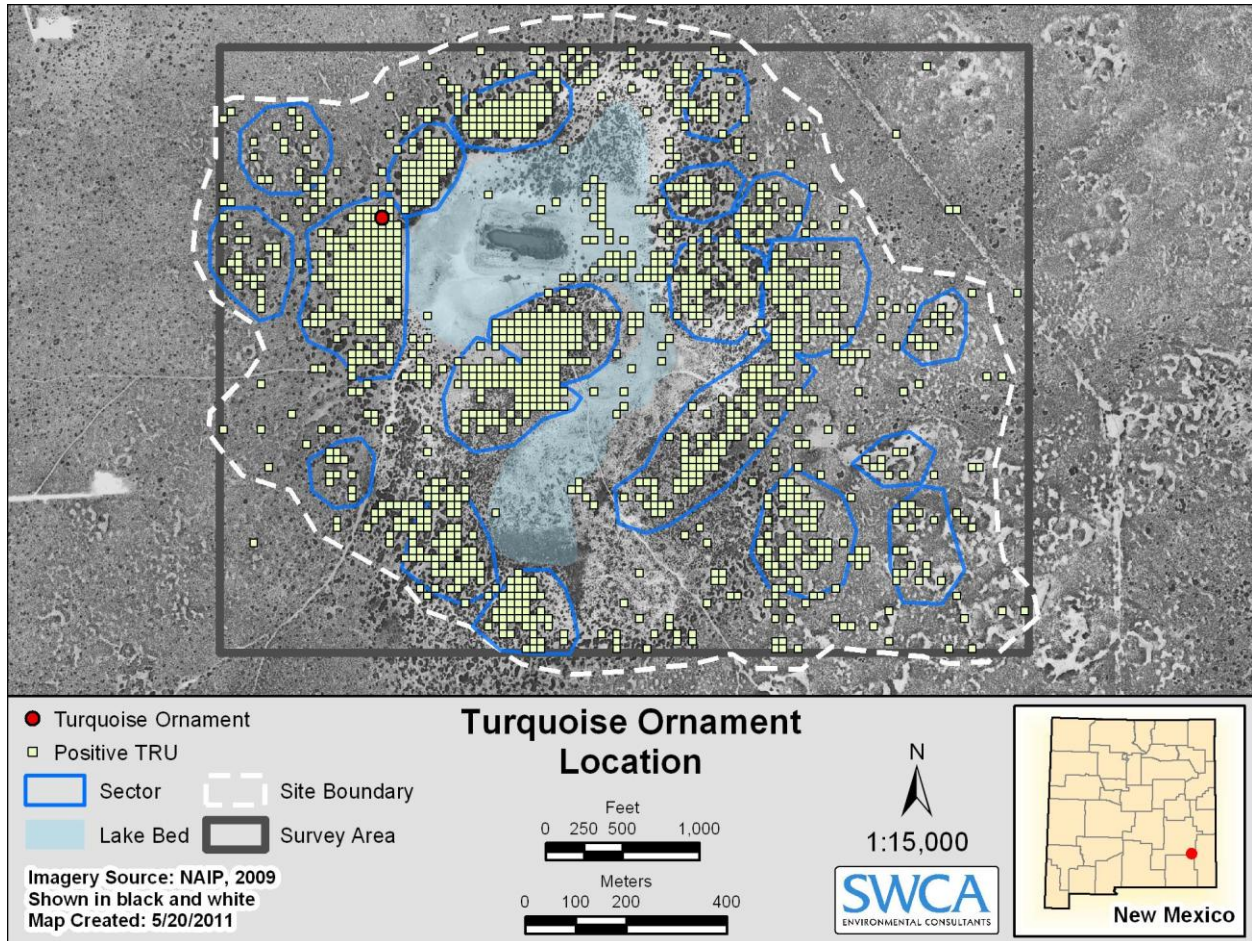 Turquoise Ornament
Positive TRU
Sector
Site Boundary
Lake Bed
Survey Area
Imagery Source: NAIP, 2009
Shown in black and white
Map Created: 5/20/2011
Turquoise Ornament
Location
Feet
0 250 500 1,000
Meters
0 100 200 400
N
1:15,000
SWCA
ENVIRONMENTAL CONSULTANTS
New Mexico